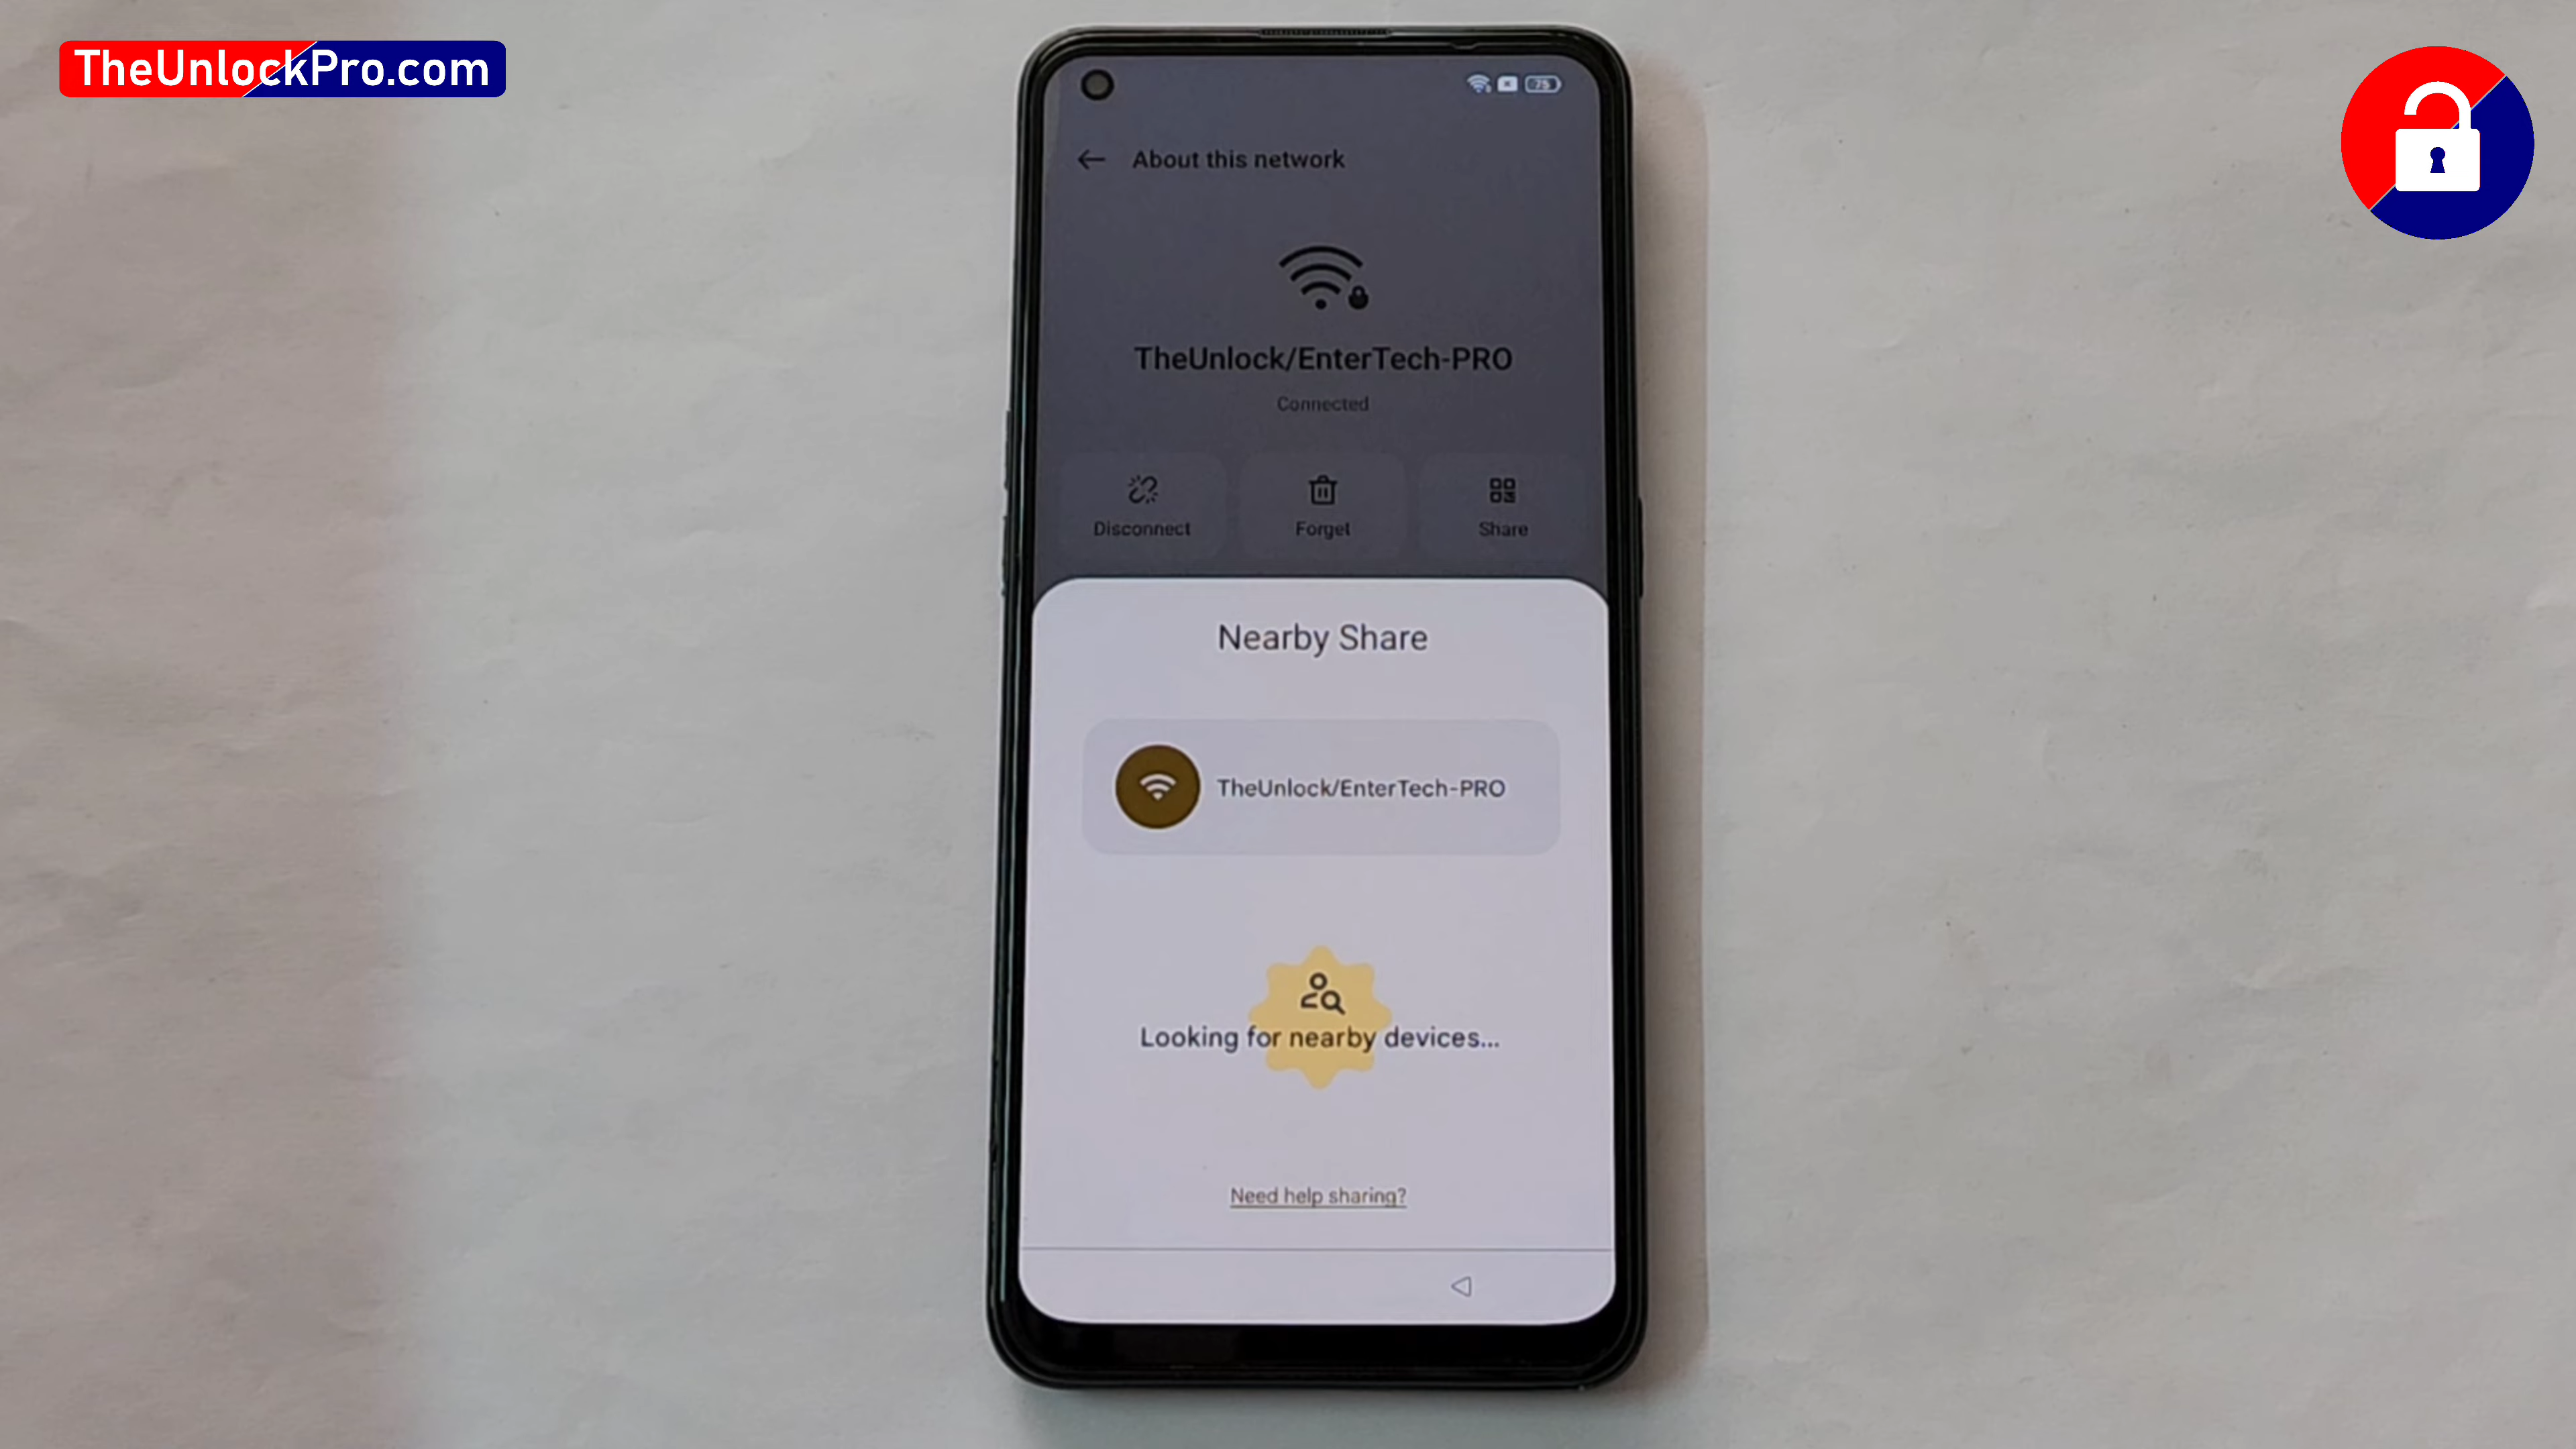 TheUnlockPro.com
75
About this network
TheUnlock/EnterTech-PRO
Connected
Disconnect
Forget
Share
Nearby Share
TheUnlock/EnterTech-PRO
Looking for nearby devices...
Need help sharing?